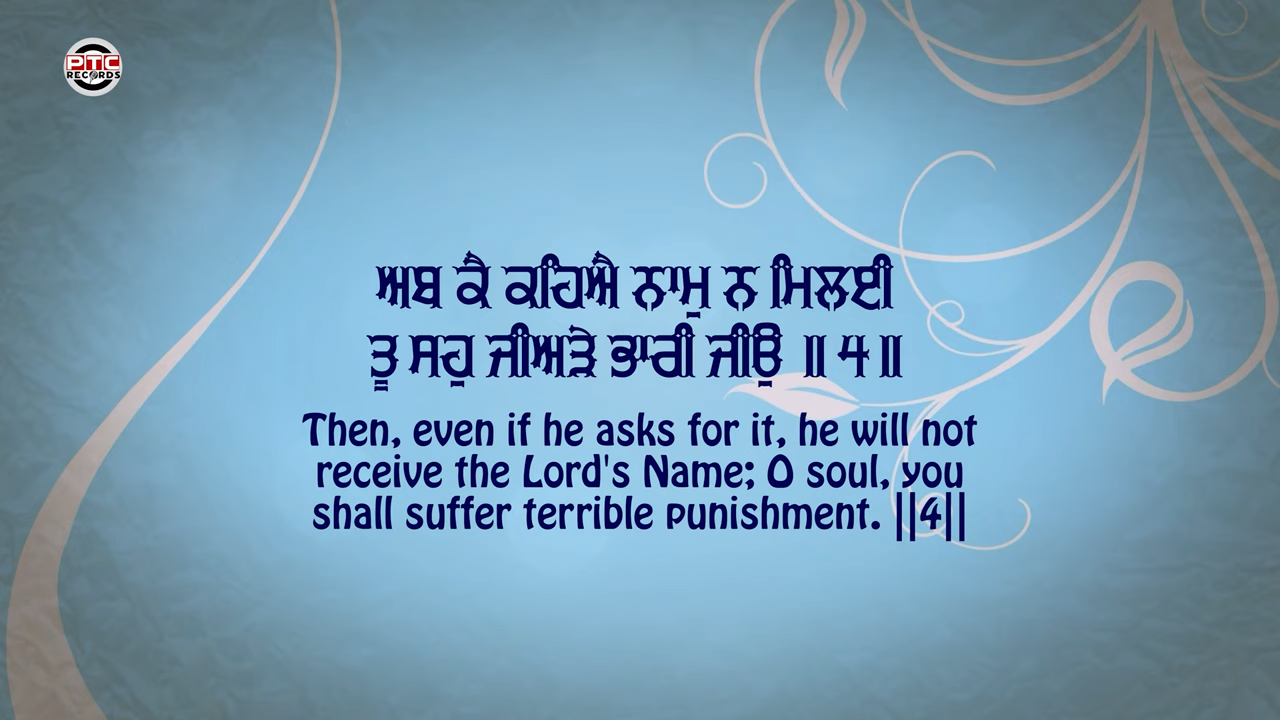 PTC
RECORDS
ਅਬ ਕੈ ਕਹਿਐ ਨਾਮੁ ਨ ਮਿਲਈ
ਤੂ ਸਹੁ ਜੀਅੜੇ ਭਾਰੀ ਜੀਉ ॥ ੪ ॥
Then, even if he asks for it, he will not
receive the Lord's Name; O soul, you
shall suffer terrible punishment. ||4||